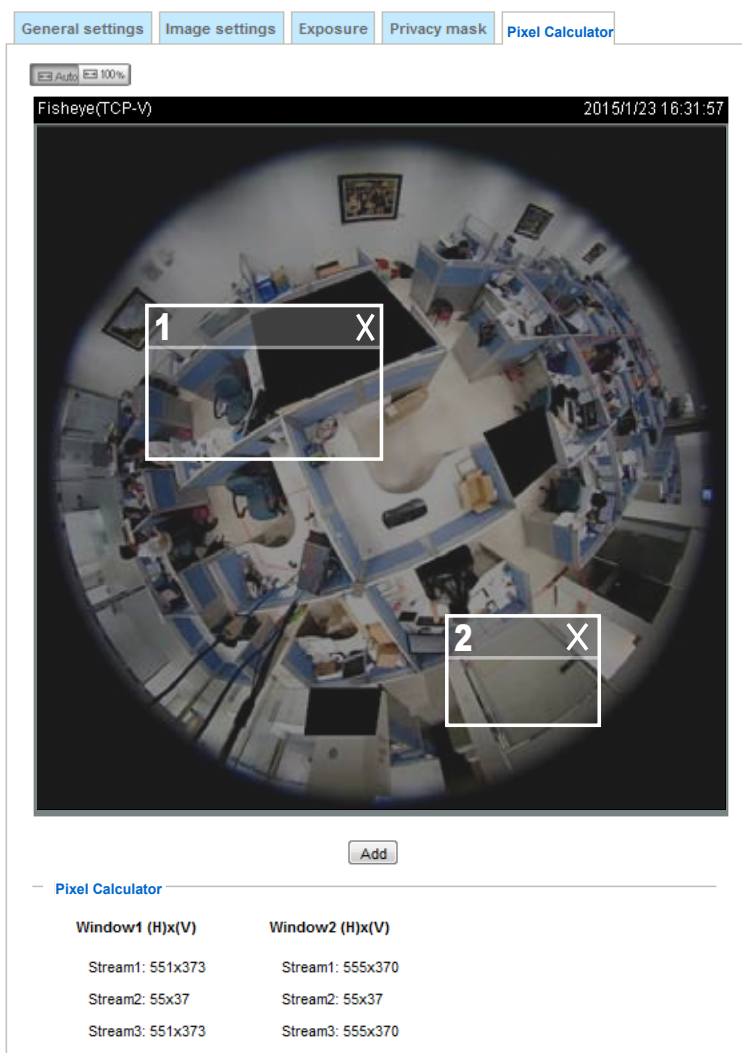 General settings Image settings Exposure Privacy mask Pixel Calculator
Auto 100%
Fisheye(TCP-V) 2015/1/23 16:31:57
1 X
2 X
Add
Pixel Calculator
Window1 (H)x(V) Window2 (H)x(V)
Stream1: 551x373 Stream1: 555x370
Stream2: 55x37 Stream2: 55x37
Stream3: 551x373 Stream3: 555x370